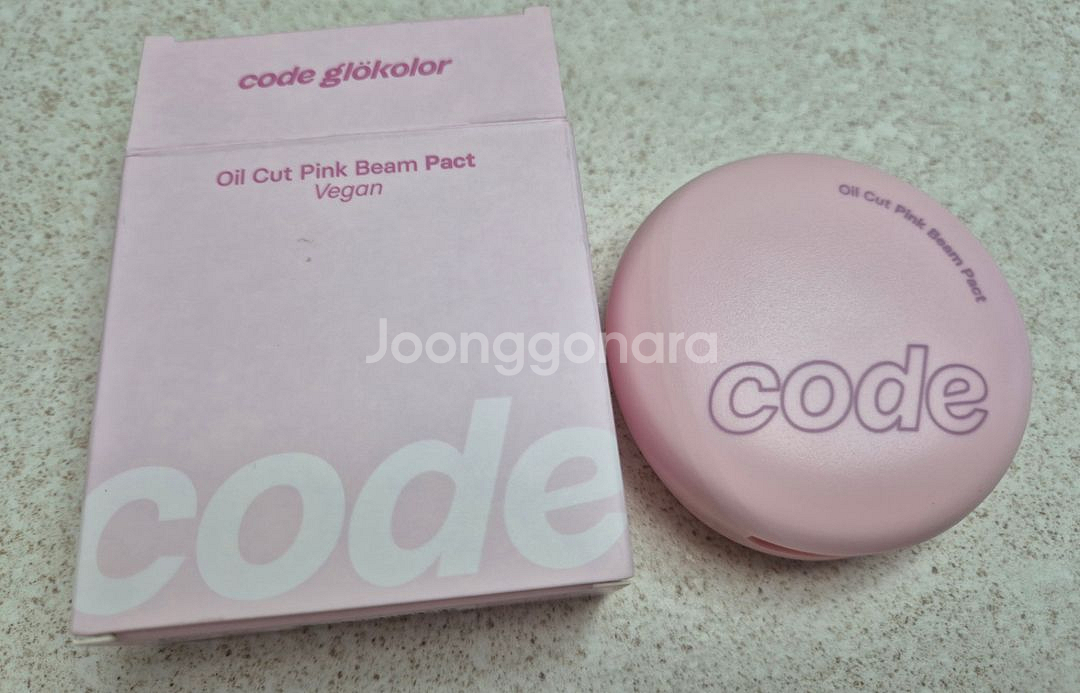 code glökolor
Oil Cut Pink Beam Pact
Vegan
code
Oil Cut Pink Beam Pact
code
Joonggonara